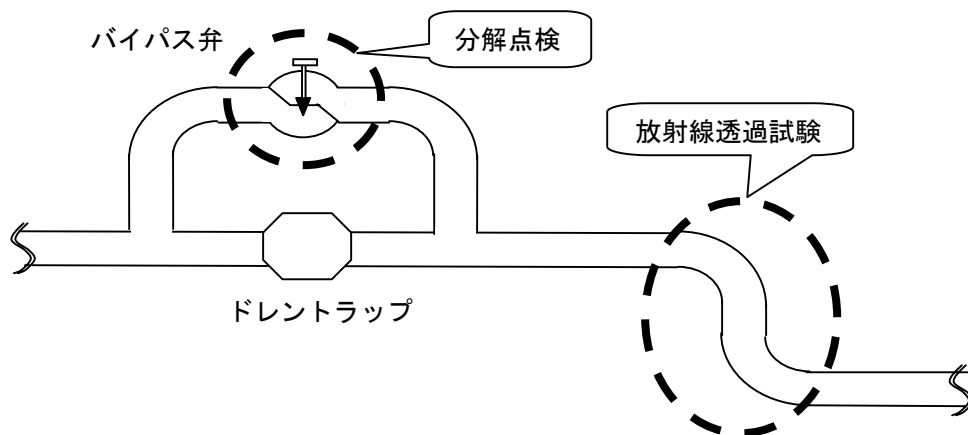 バイパス弁
分解点検
放射線透過試験
ドレントラップ